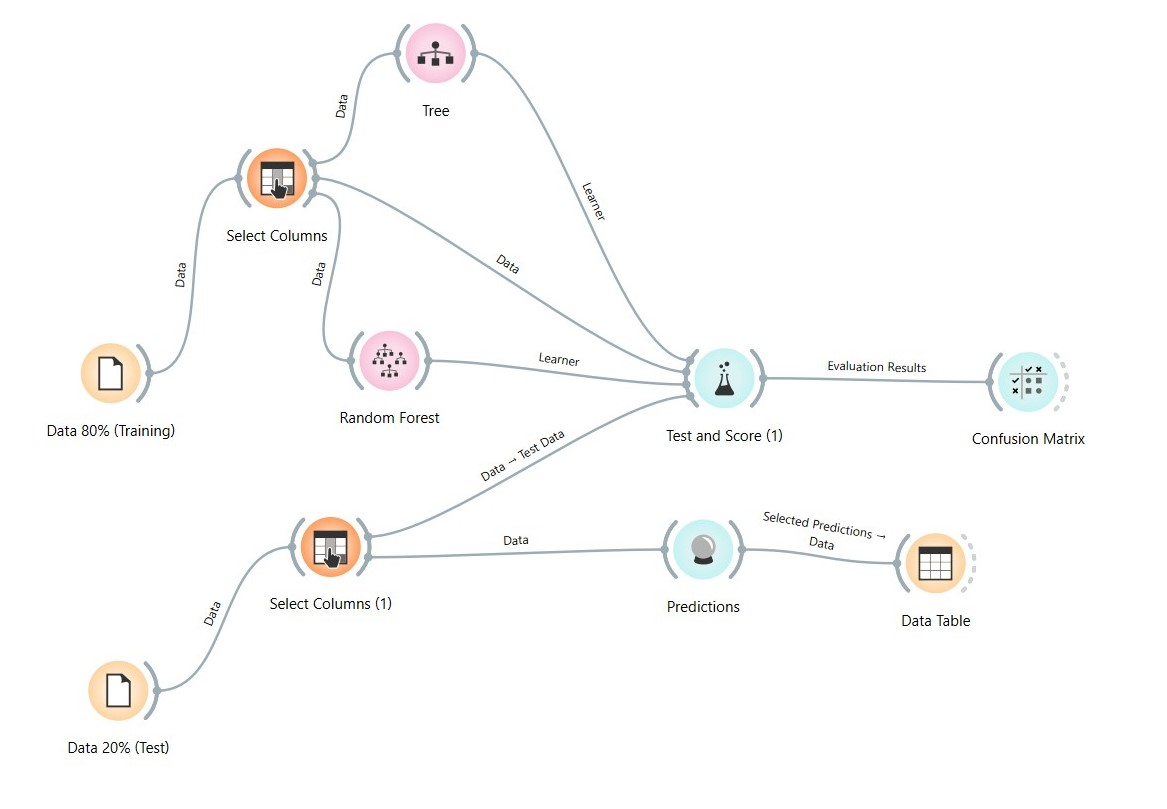 Tree
Data
Learner
Select Columns
Data
Data
Data
Data 80% (Training)
Random Forest
Learner
Test and Score (1)
Evaluation Results
Confusion Matrix
Data → Test Data
Select Columns (1)
Data
Predictions
Selected Predictions →
Data
Data Table
Data
Data 20% (Test)